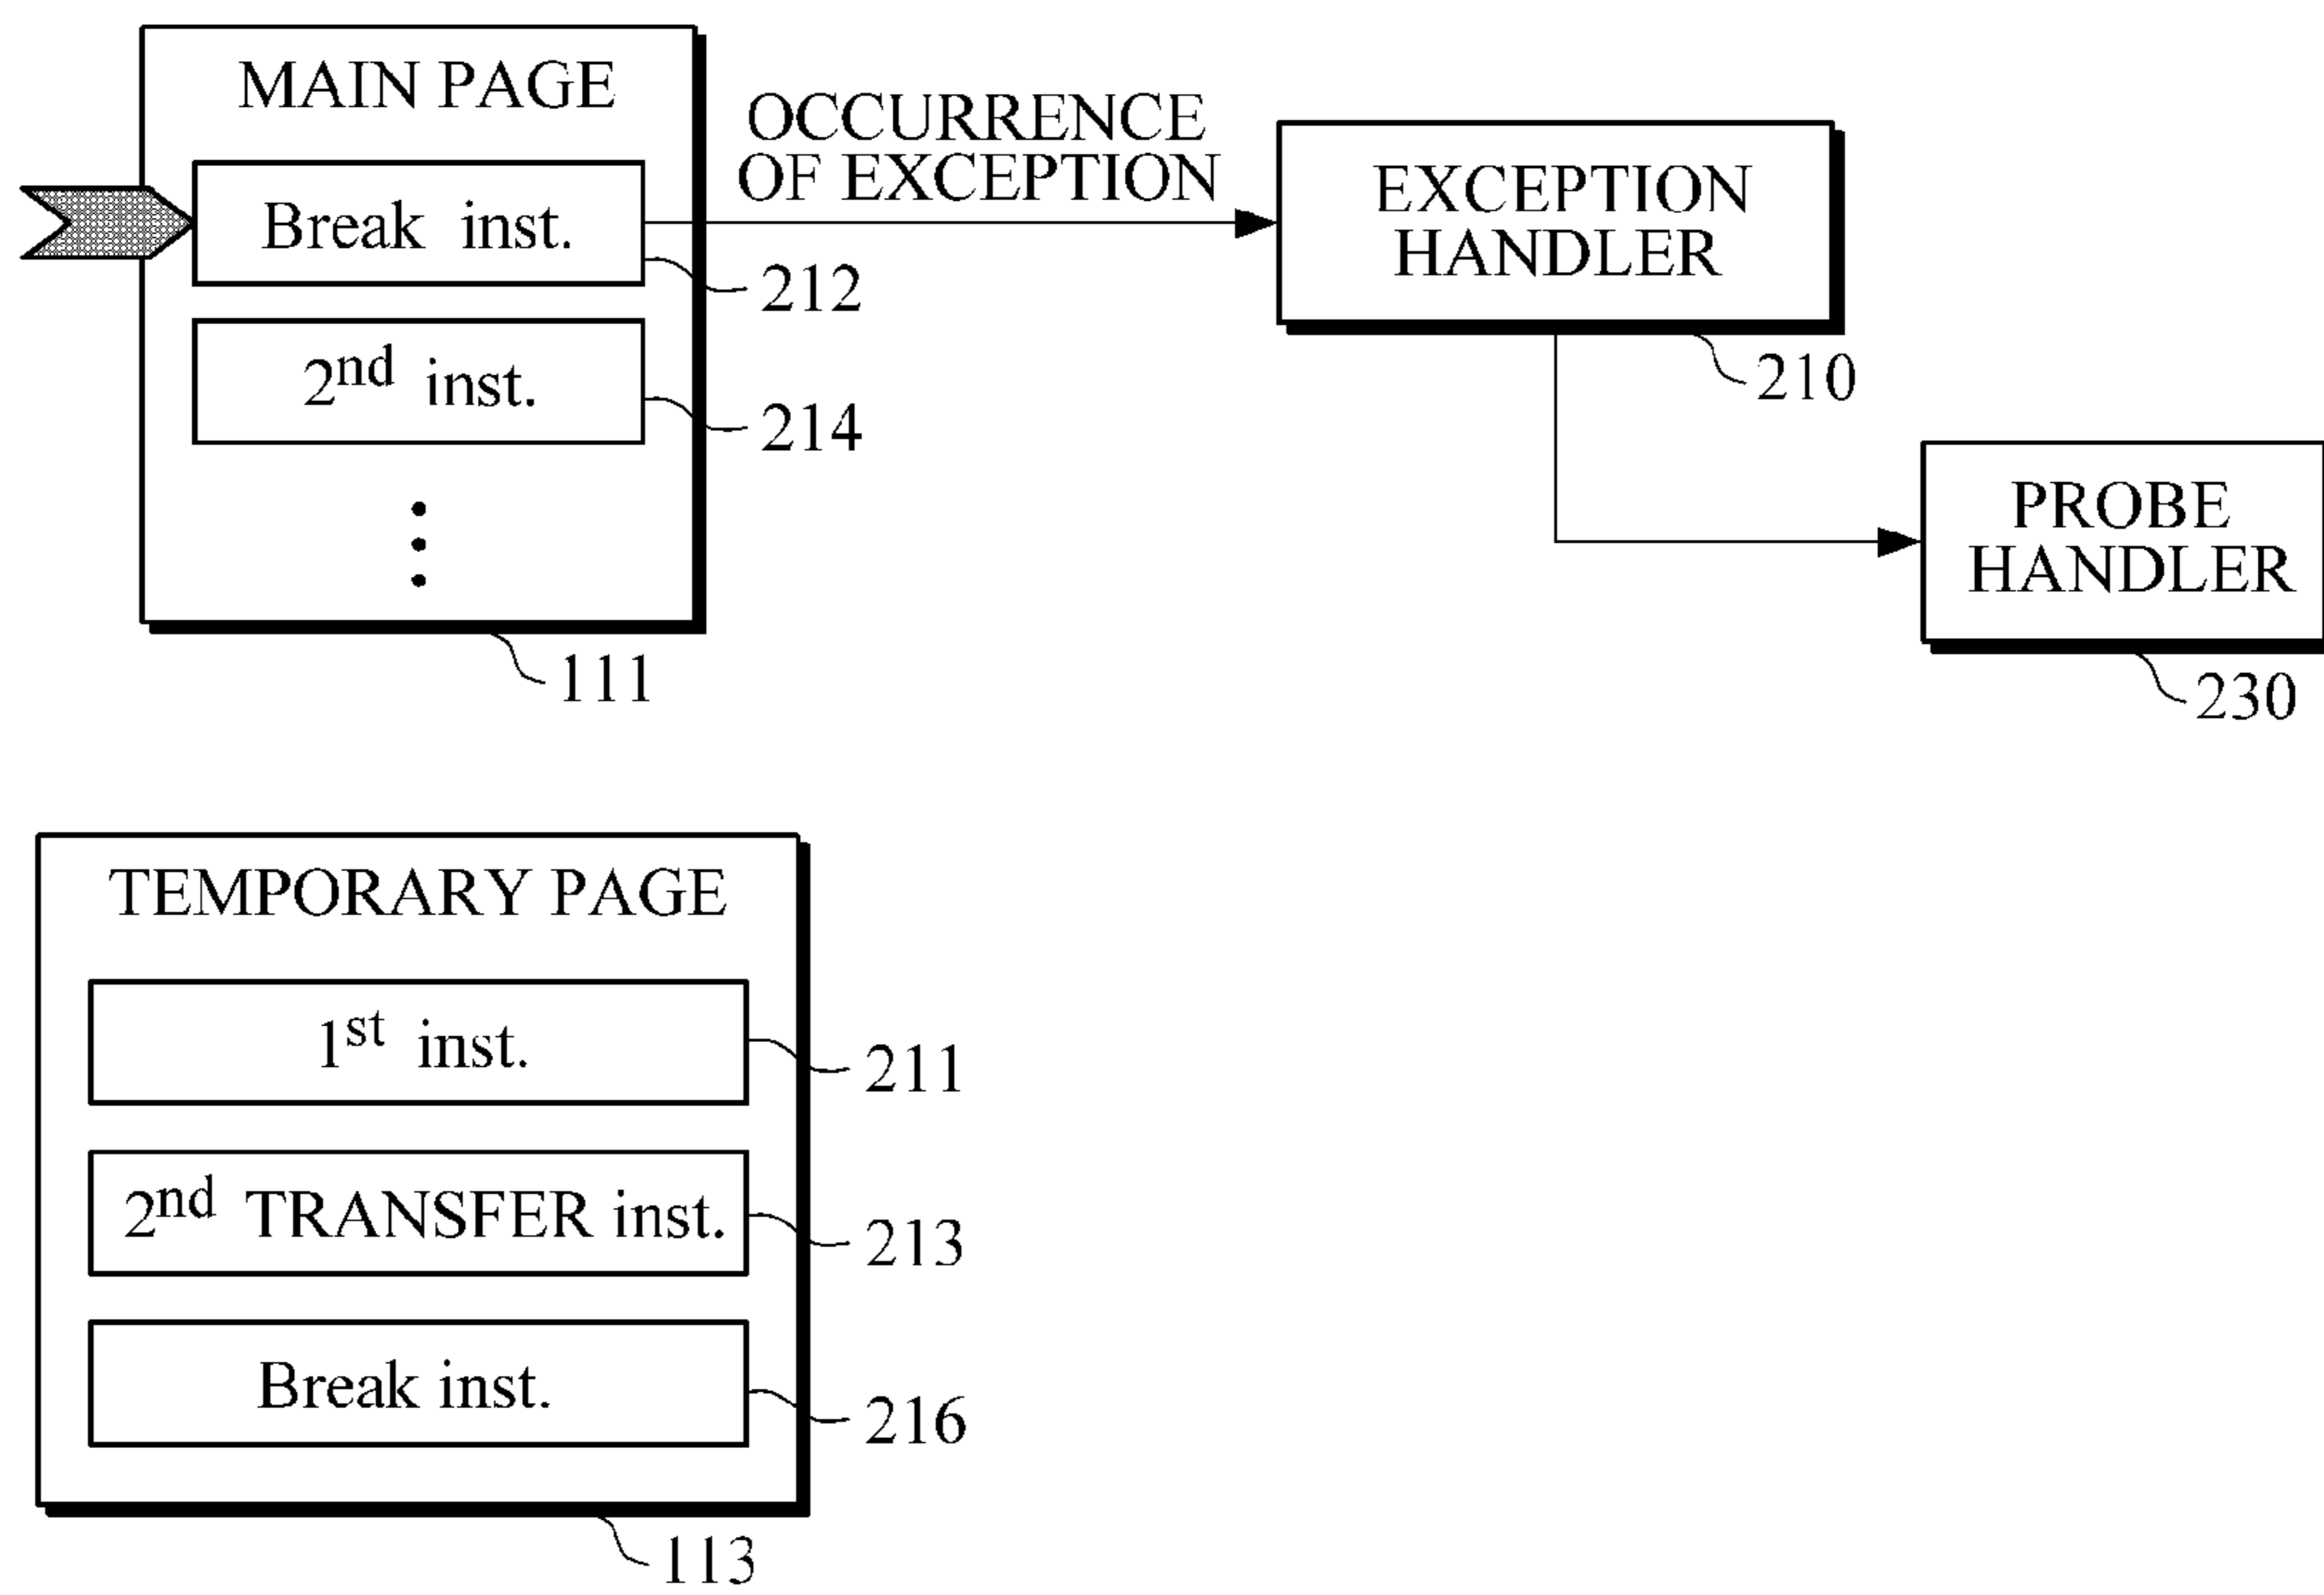 MAIN PAGE
Break inst.
212
2nd inst.
214
111
OCCURRENCE
OF EXCEPTION
EXCEPTION
HANDLER
210
PROBE
HANDLER
230
TEMPORARY PAGE
1st inst.
211
2nd TRANSFER inst.
213
Break inst.
216
113